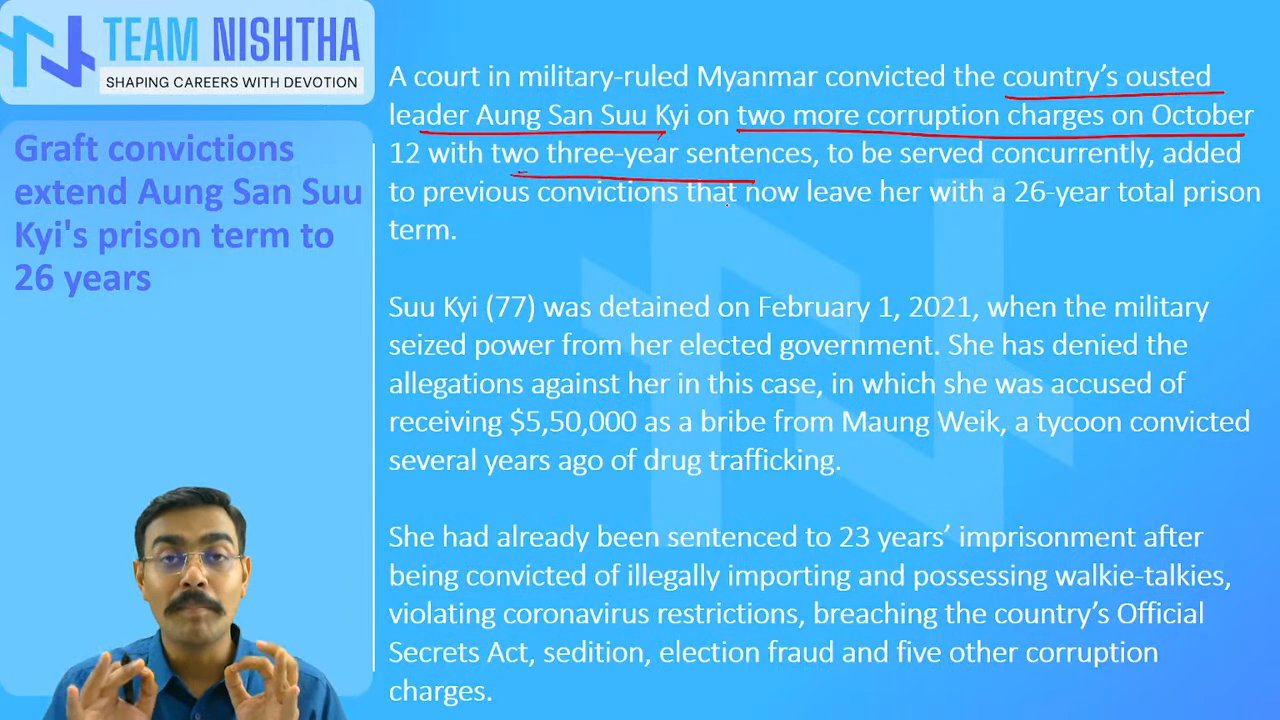 TEAM NISHTHA
SHAPING CAREERS WITH DEVOTION
Graft convictions
extend Aung San Suu
Kyi's prison term to
26 years
A court in military-ruled Myanmar convicted the country’s ousted
leader Aung San Suu Kyi on two more corruption charges on October
12 with two three-year sentences, to be served concurrently, added
to previous convictions that now leave her with a 26-year total prison
term.
Suu Kyi (77) was detained on February 1, 2021, when the military
seized power from her elected government. She has denied the
allegations against her in this case, in which she was accused of
receiving $5,50,000 as a bribe from Maung Weik, a tycoon convicted
several years ago of drug trafficking.
She had already been sentenced to 23 years’ imprisonment after
being convicted of illegally importing and possessing walkie-talkies,
violating coronavirus restrictions, breaching the country’s Official
Secrets Act, sedition, election fraud and five other corruption
charges.